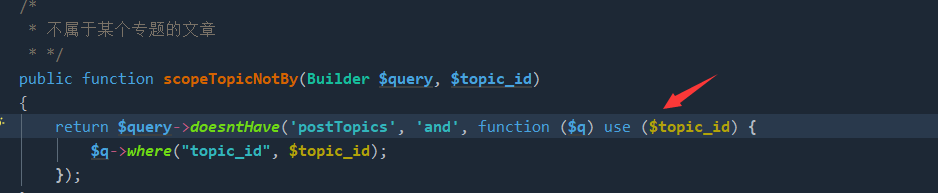 /*
* 不属于某个专题的文章
* */
public function scopeTopicNotBy(Builder $query, $topic_id)
{
return $query->doesntHave('postTopics', 'and', function ($q) use ($topic_id) {
$q->where("topic_id", $topic_id);
});